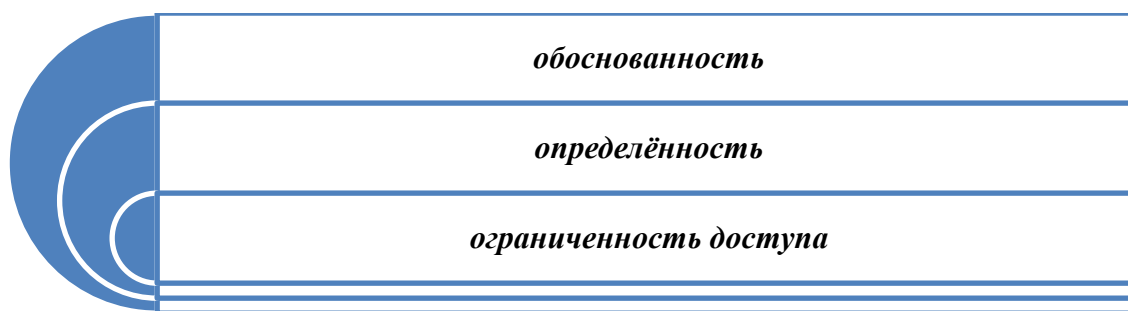 обоснованность
определённость
ограниченность доступа